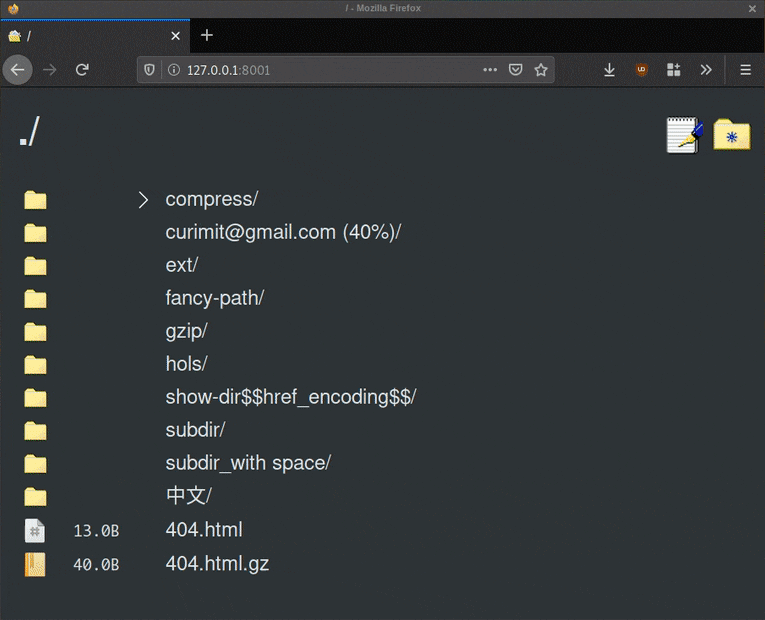 / - Mozilla Firefox
/
127.0.0.1:8001
./
compress/
curimit@gmail.com (40%)/
ext/
fancy-path/
gzip/
hols/
show-dir$$href_encoding$$/
subdir/
subdir_with space/
中文/
13.0B 404.html
40.0B 404.html.gz